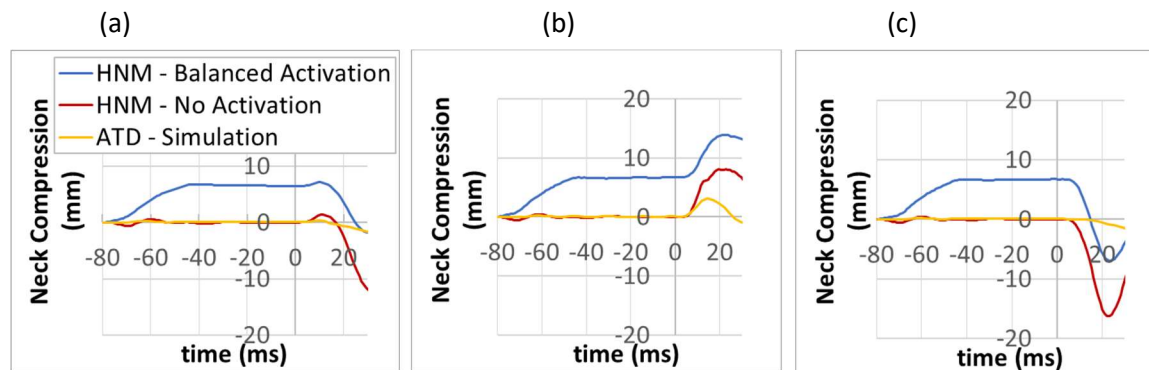 (a)
(b)
(c)
HNM - Balanced Activation
HNM - No Activation
ATD - Simulation
Neck Compression
(mm)
10
0
-10
-20
-80 -60 -40 -20 0 20
time (ms)
Neck Compression
(mm)
20
10
0
-10
-20
-80 -60 -40 -20 0 20
time (ms)
Neck Compression
(mm)
20
10
0
-10
-20
-80 -60 -40 -20 0 20
time (ms)